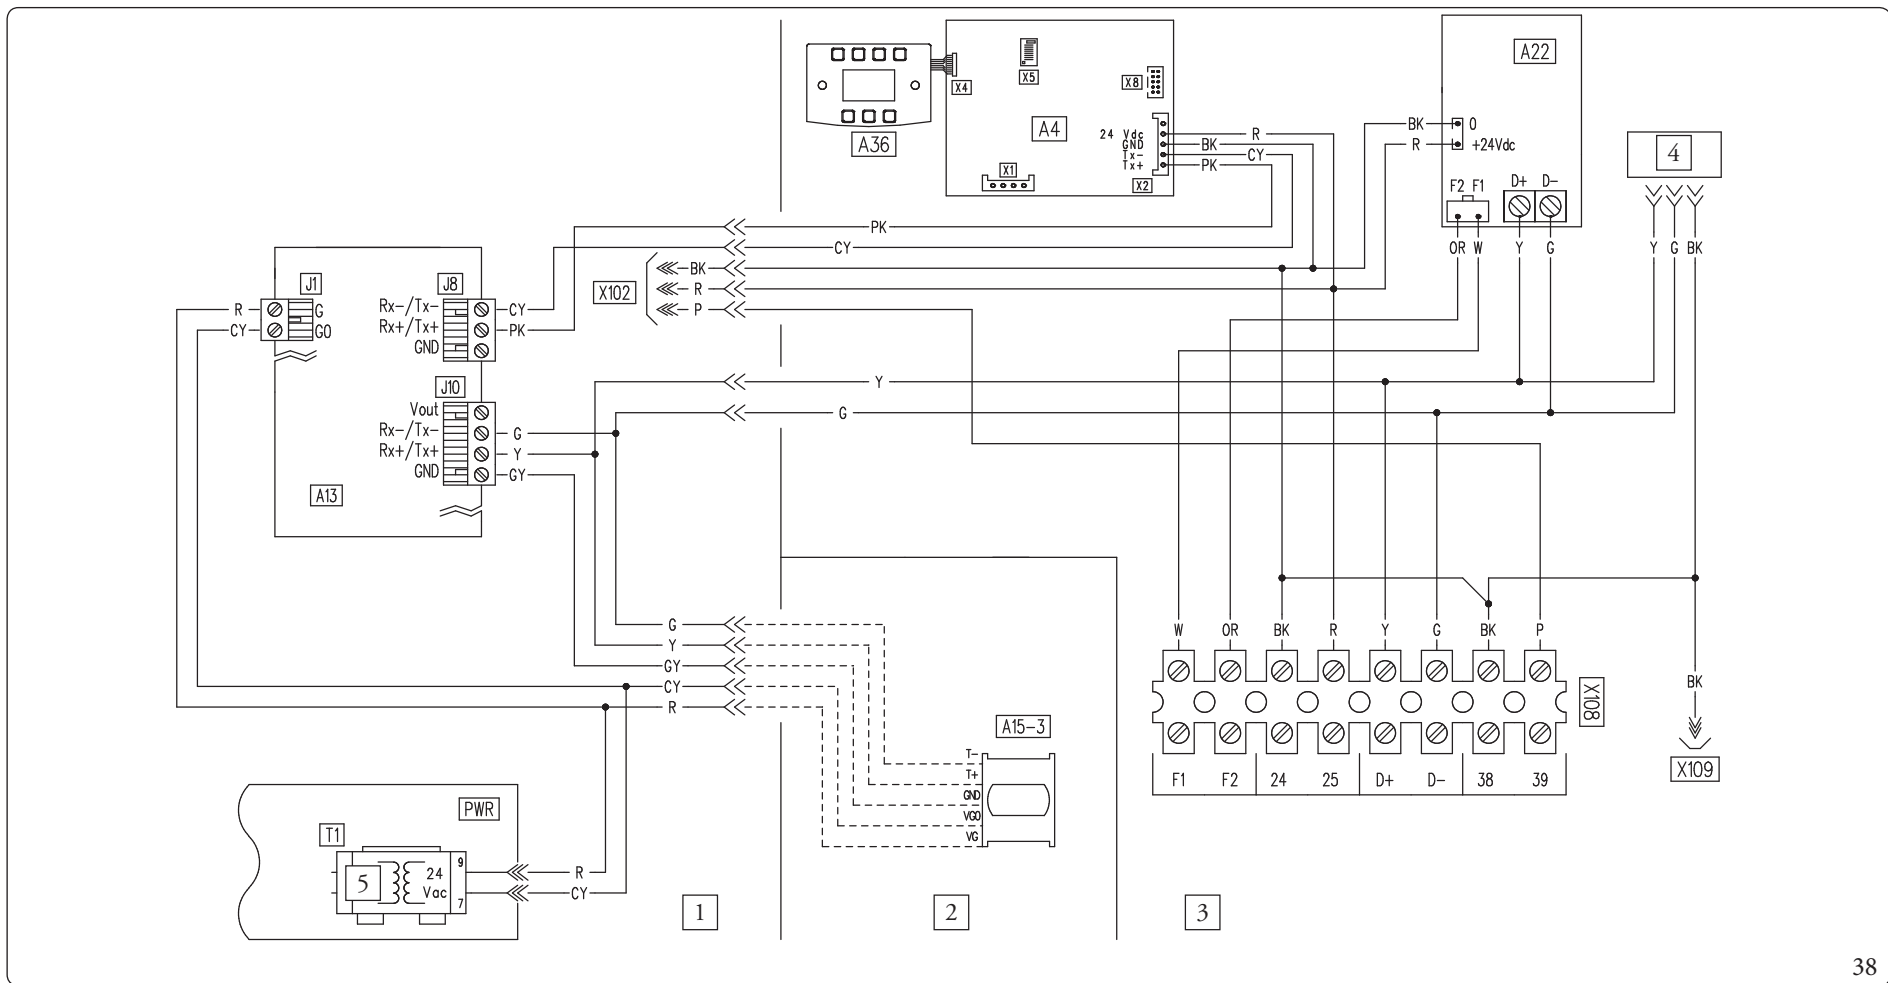 X5
X4
X8
A4
A36
24 Vdc
GND
Tx-
Tx+
X1
X2
R
BK
CY
PK
A22
BK
0
R
+24Vdc
F2 F1
D+
D-
OR
W
Y
G
4
Y
G
BK
PK
CY
X102
BK
R
P
J1
J8
R
G
CY
G0
Rx-/Tx-
CY
Rx+/Tx+
PK
GND
Y
G
J10
Vout
Rx-/Tx-
G
Rx+/Tx+
Y
GND
GY
A13
G
Y
GY
CY
R
W
OR
BK
R
Y
G
BK
P
X108
F1
F2
24
25
D+
D-
38
39
BK
X109
A15-3
T-
T+
GND
VG0
VG
PWR
T1
5
24
Vac
9
7
R
CY
1
2
3
38